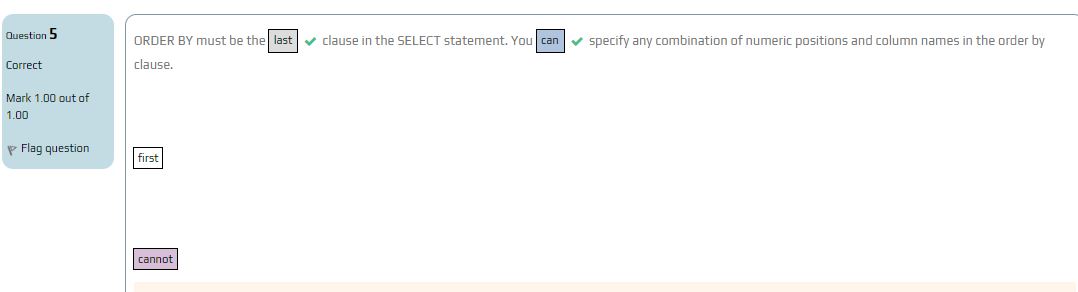 Question 5
Correct
Mark 1.00 out of
1.00
Flag question
ORDER BY must be the last clause in the SELECT statement. You can specify any combination of numeric positions and column names in the order by
clause.
first
cannot